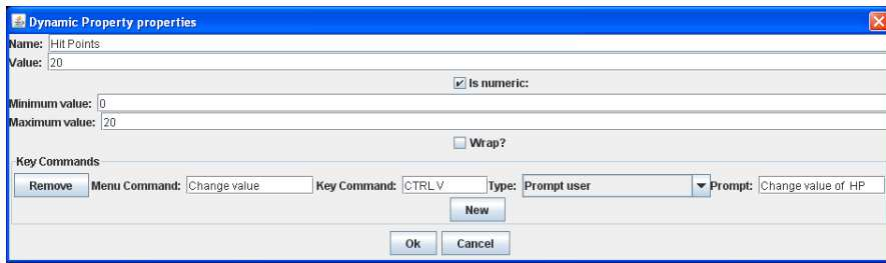 Dynamic Property properties
Name: Hit Points
Value: 20
Is numeric:
Minimum value: 0
Maximum value: 20
Wrap?
Key Commands
Remove Menu Command: Change value Key Command: CTRL V Type: Prompt user Prompt: Change value of HP
New
Ok Cancel